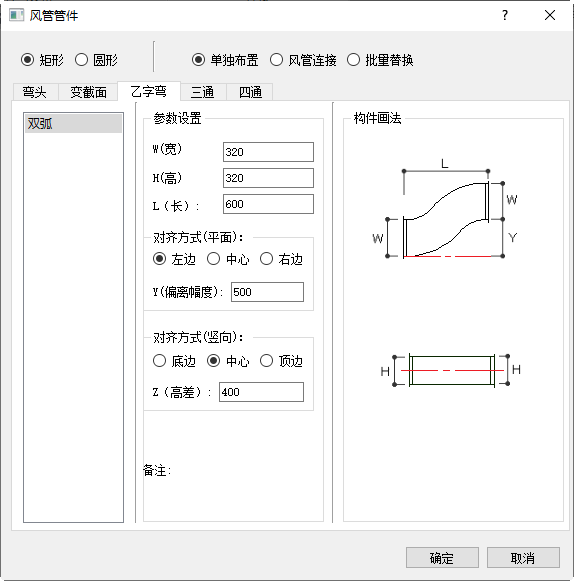 风管管件
矩形 圆形 单独布置 风管连接 批量替换
弯头 变截面 乙字弯 三通 四通
双弧
参数设置
W(宽) 320
H(高) 320
L（长）: 600
对齐方式(平面):
左边 中心 右边
Y(偏离幅度): 500
对齐方式(竖向):
底边 中心 顶边
Z（高差）: 400
备注:
构件画法
L
W
W
Y
H
H
确定 取消